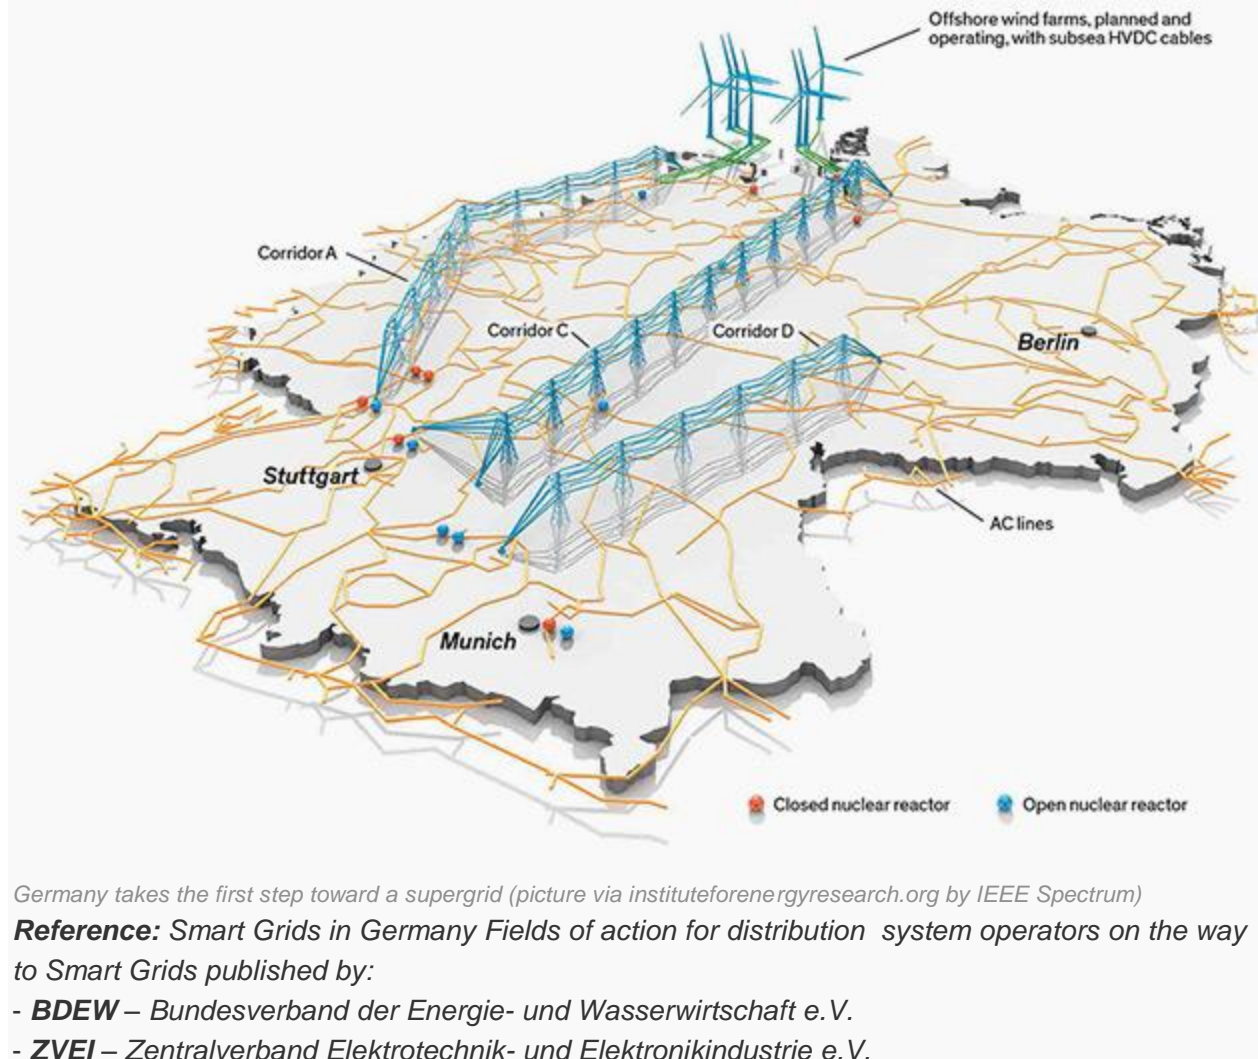 Offshore wind farms, planned and
operating, with subsea HVDC cables
Corridor A
Corridor C
Corridor D
Berlin
Stuttgart
AC lines
Munich
Closed nuclear reactor
Open nuclear reactor
Germany takes the first step toward a supergrid (picture via instituteforenergyresearch.org by IEEE Spectrum)
Reference: Smart Grids in Germany Fields of action for distribution system operators on the way
to Smart Grids published by:
- BDEW – Bundesverband der Energie- und Wasserwirtschaft e.V.
- ZVEI – Zentralverband Elektrotechnik- und Elektronikindustrie e.V.